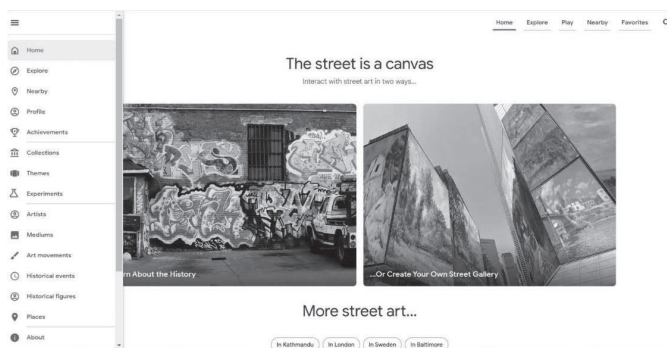 Home
Explore
Nearby
Profile
Achievements
Collections
Themes
Experiments
Artists
Mediums
Art movements
Historical events
Historical figures
Places
About
Home Explore Play Nearby Favorites
The street is a canvas
Interact with street art in two ways...
About the History
...Or Create Your Own Street Gallery
More street art...
In Kathmandu In London In Sweden In Baltimore